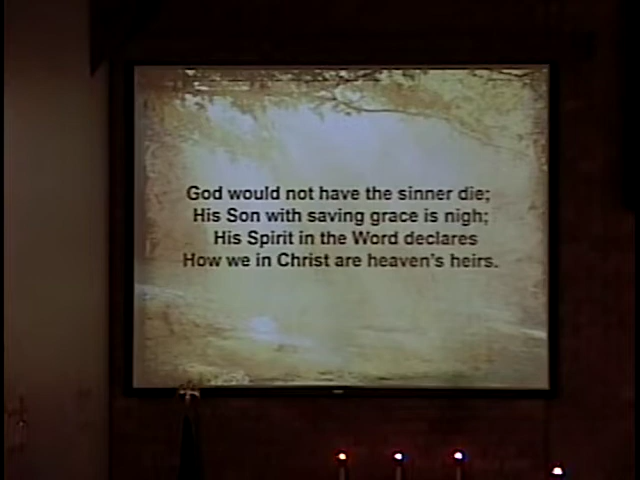 God would not have the sinner die;
His Son with saving grace is nigh;
His Spirit in the Word declares
How we in Christ are heaven's heirs.